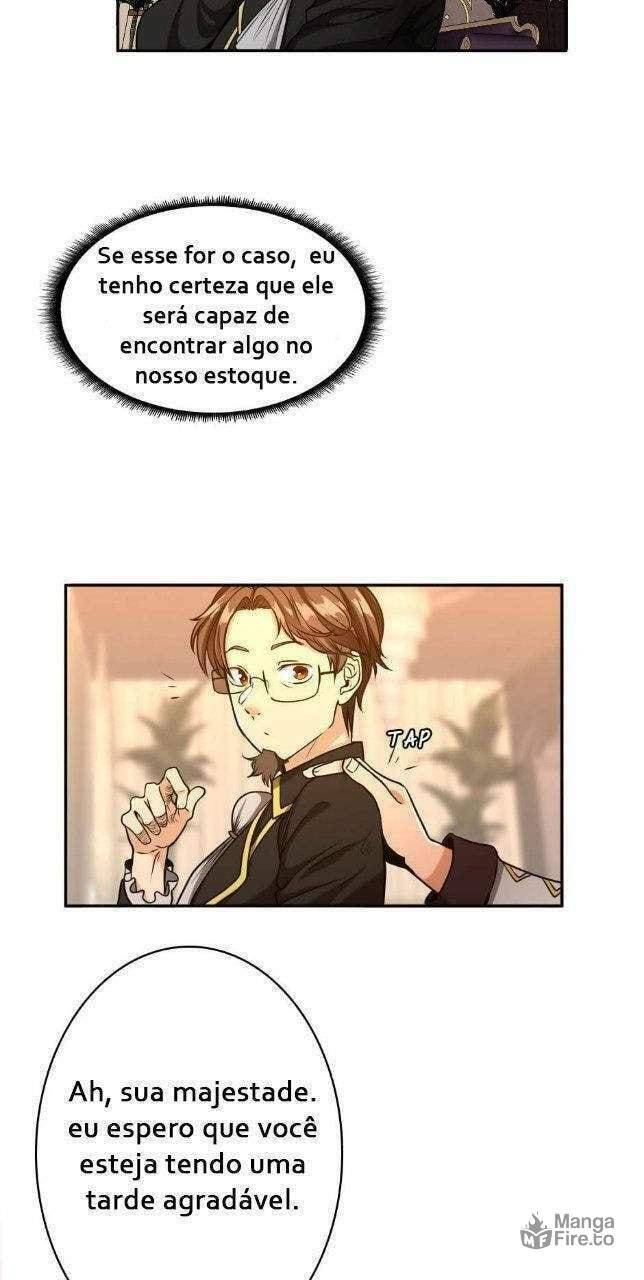 Se esse for o caso, eu
tenho certeza que ele
será capaz de
encontrar algo no
nosso estoque.
TAP
Ah, sua majestade.
eu espero que você
esteja tendo uma
tarde agradável.
Manga
Fire.to
MF